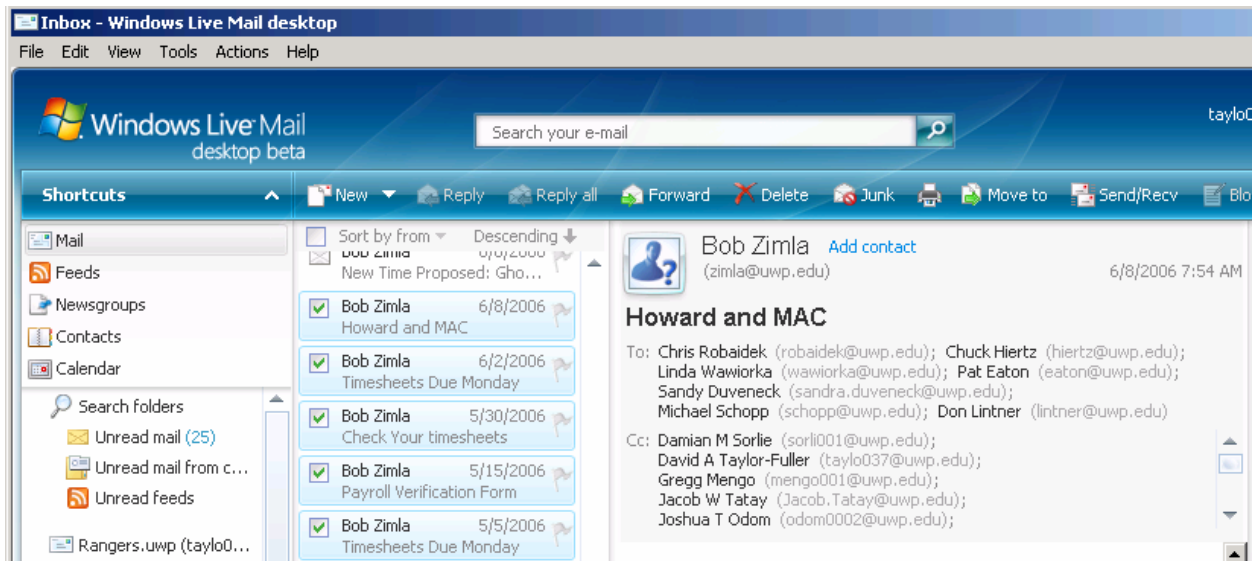 Inbox - Windows Live Mail desktop
File Edit View Tools Actions Help
Windows Live Mail
desktop beta
Search your e-mail
Shortcuts
New Reply Reply all Forward Delete Junk Move to Send/Recv
Mail
Feeds
Newsgroups
Contacts
Calendar
Search folders
Unread mail (25)
Unread mail from c...
Unread feeds
Rangers.uwp (taylo0...
Sort by from Descending
Bob Zimla
New Time Proposed: Gho...
Bob Zimla 6/8/2006
Howard and MAC
Bob Zimla 6/2/2006
Timesheets Due Monday
Bob Zimla 5/30/2006
Check Your timesheets
Bob Zimla 5/15/2006
Payroll Verification Form
Bob Zimla 5/5/2006
Timesheets Due Monday
Bob Zimla Add contact
(zimla@uwp.edu) 6/8/2006 7:54 AM
Howard and MAC
To: Chris Robaidek (robaidek@uwp.edu); Chuck Hiertz (hiertz@uwp.edu);
Linda Wawiorka (wawiorka@uwp.edu); Pat Eaton (eaton@uwp.edu);
Sandy Duveneck (sandra.duveneck@uwp.edu);
Michael Schopp (schopp@uwp.edu); Don Lintner (lintner@uwp.edu)
Cc: Damian M Sorlie (sorli001@uwp.edu);
David A Taylor-Fuller (taylo037@uwp.edu);
Gregg Mengo (mengo001@uwp.edu);
Jacob W Tatay (Jacob.Tatay@uwp.edu);
Joshua T Odom (odom0002@uwp.edu);